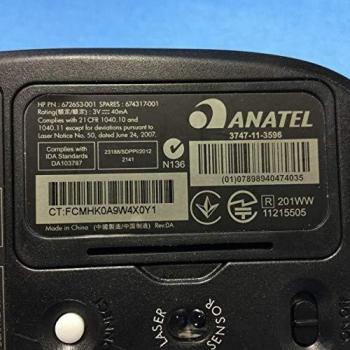 HP P/N: 672653-001 SPARES: 674317-001
Rating(額定/额定): 3V 40mA
Complies with 21 CFR 1040.10 and
1040.11 except for deviations pursuant to
Laser Notice No. 50, dated June 24, 2007.
Complies with
IDA Standards
DA103787
23188/SDPPI/2012
2141
N136
ANATEL
3747-11-3596
(01)07898940474035
CT:FCMHK0A9W4X0Y1
R 201WW
11215505
Made in China (中國製造/中国制造) Rev:DA
CONNECT
LASER
SENSOR